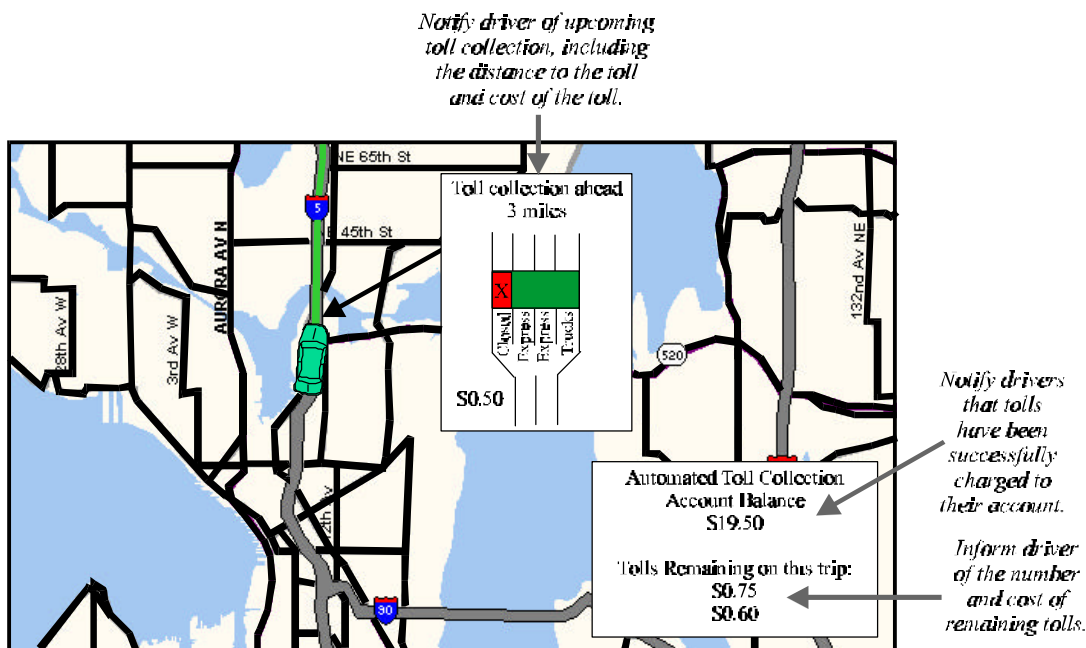 Notify driver of upcoming
toll collection, including
the distance to the toll
and cost of the toll.
NE 65th St
5
45th St
AURORA AV N
28th Av W
3rd Av W
132nd Av NE
520
90
Toll collection ahead
3 miles
X
Closed
Express
Express
Trucks
$0.50
Automated Toll Collection
Account Balance
$19.50
Tolls Remaining on this trip:
$0.75
$0.60
Notify drivers
that tolls
have been
successfully
charged to
their account.
Inform driver
of the number
and cost of
remaining tolls.